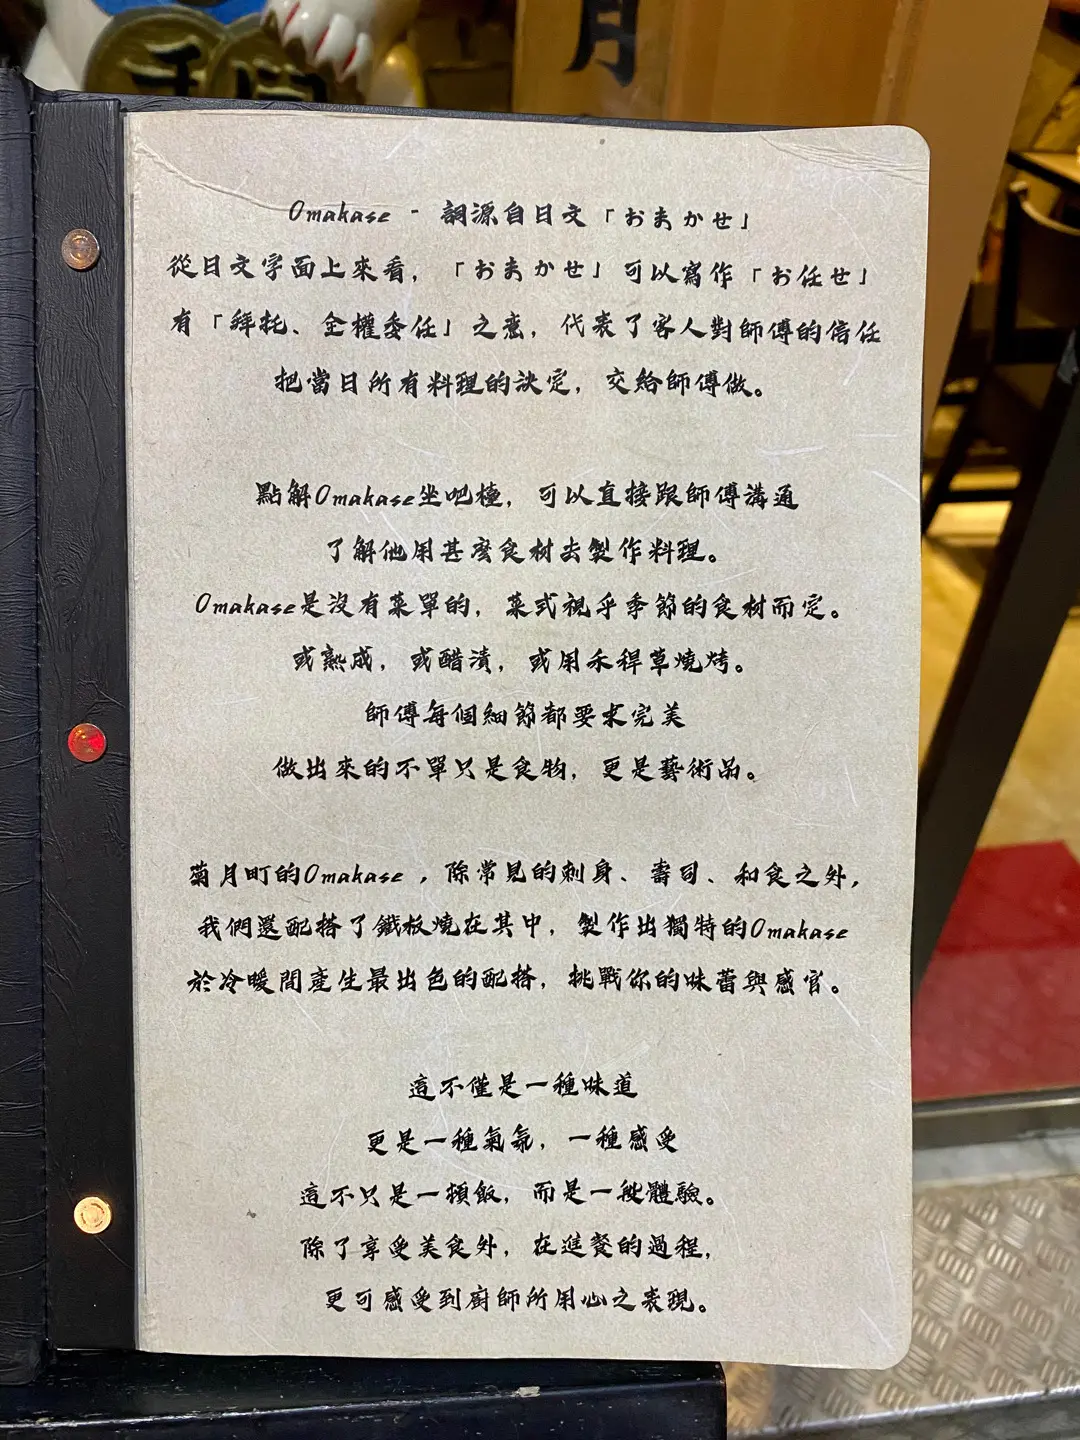 千
月
Omakase - 詞源自日文「おまかせ」
從日文字面上來看，「おまかせ」可以寫作「お任せ」
有「拜托、全權委任」之意，代表了客人對師傅的信任
把當日所有料理的決定，交給師傅做。
點解Omakase坐吧檯，可以直接跟師傅溝通
了解他用甚麼食材去製作料理。
Omakase是沒有菜單的，菜式視乎季節的食材而定。
或熟成，或醋漬，或用禾稈草燒烤。
師傅每個細節都要求完美
做出來的不單只是食物，更是藝術品。
菊月町的Omakase，除常見的刺身、壽司、和食之外，
我們還配搭了鐵板燒在其中，製作出獨特的Omakase
於冷暖間產生最出色的配搭，挑戰你的味蕾與感官。
這不僅是一種味道
更是一種氣氛，一種感受
這不只是一頓飯，而是一種體驗。
除了享受美食外，在進餐的過程，
更可感受到廚師所用心之表現。